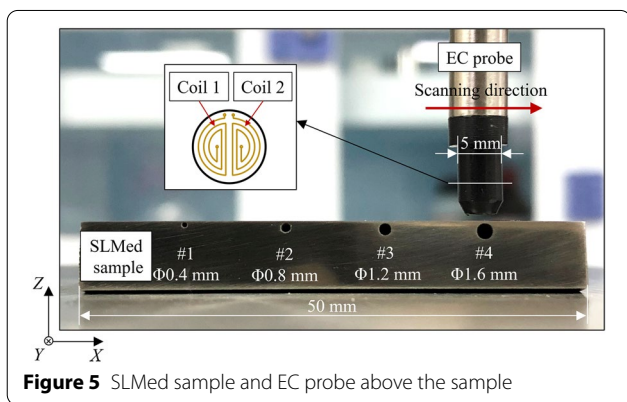 EC probe
Coil 1 Coil 2
Scanning direction
5 mm
SLMed
sample
#1 #2 #3 #4
Φ0.4 mm Φ0.8 mm Φ1.2 mm Φ1.6 mm
50 mm
Z
Y X
Figure 5 SLMed sample and EC probe above the sample